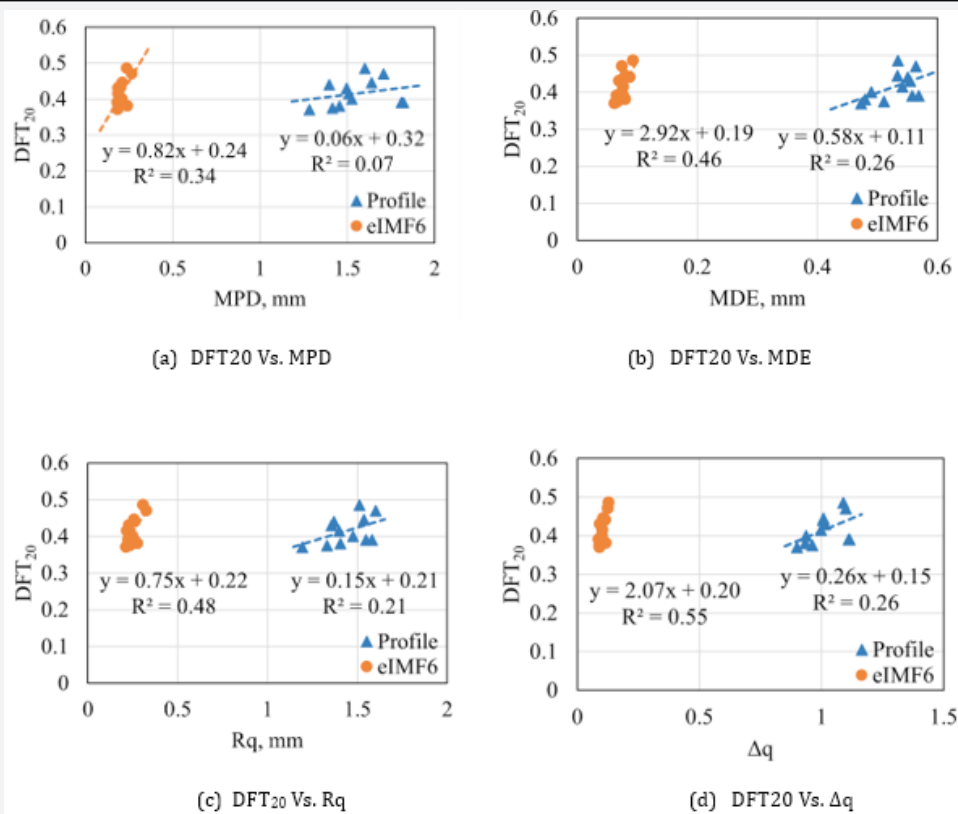 0.6
0.5
0.4
0.3
0.2
0.1
0
DFT20
y = 0.82x + 0.24
R² = 0.34
y = 0.06x + 0.32
R² = 0.07
Profile
eIMF6
0 0.5 1 1.5 2
MPD, mm
(a) DFT20 Vs. MPD
0.6
0.5
0.4
0.3
0.2
0.1
0
DFT20
y = 2.92x + 0.19
R² = 0.46
y = 0.58x + 0.11
R² = 0.26
Profile
eIMF6
0 0.2 0.4 0.6
MDE, mm
(b) DFT20 Vs. MDE
0.6
0.5
0.4
0.3
0.2
0.1
0
DFT20
y = 0.75x + 0.22
R² = 0.48
y = 0.15x + 0.21
R² = 0.21
Profile
eIMF6
0 0.5 1 1.5 2
Rq, mm
(c) DFT20 Vs. Rq
0.6
0.5
0.4
0.3
0.2
0.1
0
DFT20
y = 2.07x + 0.20
R² = 0.55
y = 0.26x + 0.15
R² = 0.26
Profile
eIMF6
0 0.5 1 1.5
Δq
(d) DFT20 Vs. Δq